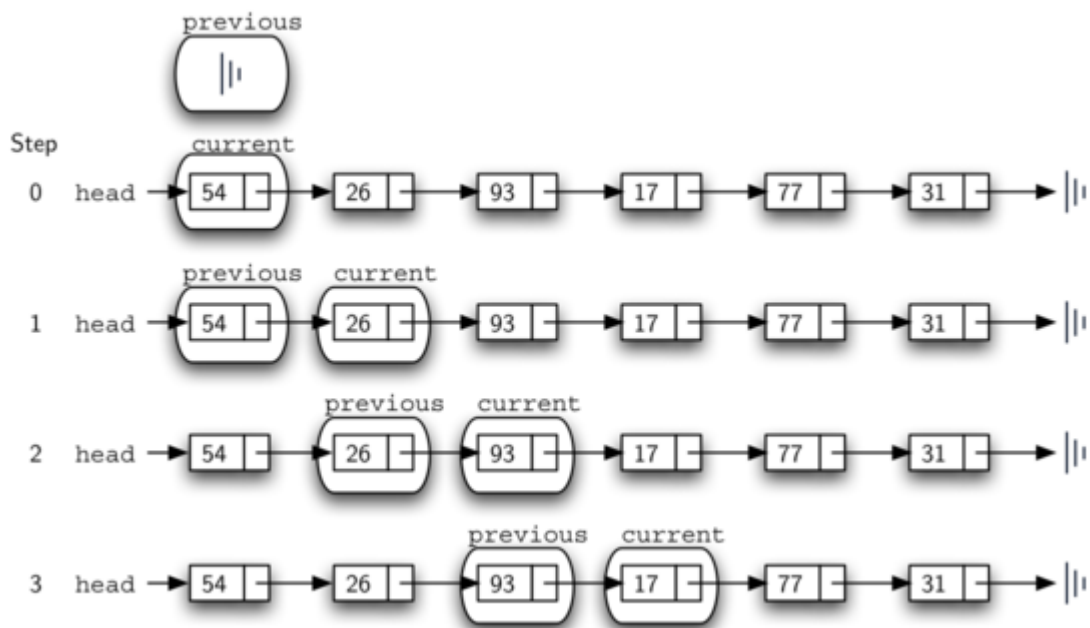 previous
Step
current
0 head 54 26 93 17 77 31
previous current
1 head 54 26 93 17 77 31
previous current
2 head 54 26 93 17 77 31
previous current
3 head 54 26 93 17 77 31